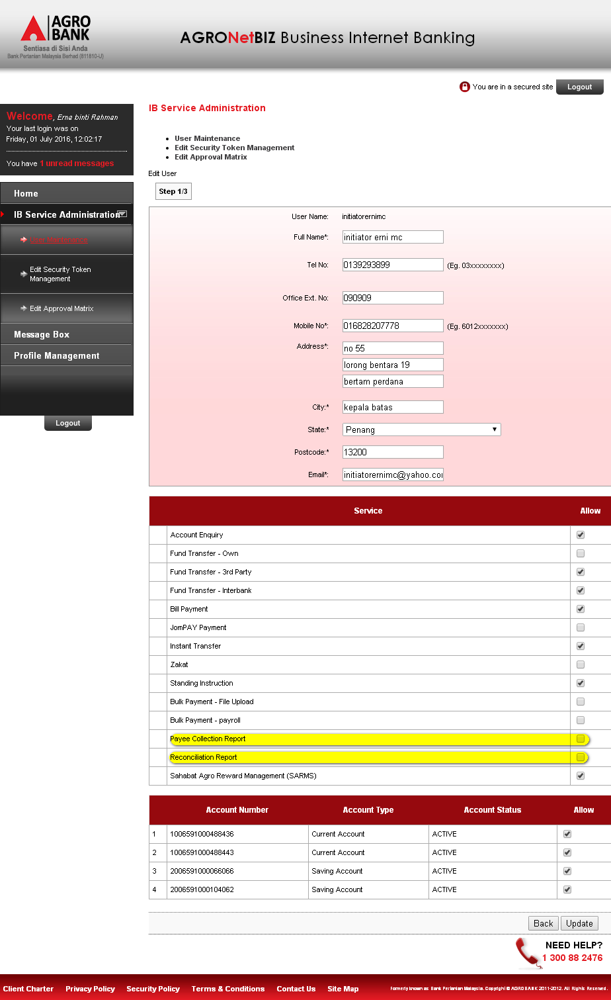 AGRO
BANK
Sentiasa di Sisi Anda
Bank Pertanian Malaysia Berhad (811810-U)
AGRONetBIZ Business Internet Banking
You are in a secured site
Logout
Welcome, Erna binti Rahman
Your last login was on
Friday, 01 July 2016, 12:02:17
You have 1 unread messages
Home
IB Service Administration
User Maintenance
Edit Security Token
Management
Edit Approval Matrix
Message Box
Profile Management
Logout
IB Service Administration
User Maintenance
Edit Security Token Management
Edit Approval Matrix
Edit User
Step 1/3
User Name: initiatorernimc
Full Name*: initiator erni mc
Tel No: 0139293899 (Eg. 03xxxxxxxx)
Office Ext. No: 090909
Mobile No*: 016828207778 (Eg. 6012xxxxxxx)
Address*: no 55
lorong bentara 19
bertam perdana
City:* kepala batas
State:* Penang
Postcode:* 13200
Email*: initiatorernimc@yahoo.co
Service Allow
Account Enquiry
Fund Transfer - Own
Fund Transfer - 3rd Party
Fund Transfer - Interbank
Bill Payment
JomPAY Payment
Instant Transfer
Zakat
Standing Instruction
Bulk Payment - File Upload
Bulk Payment - payroll
Payee Collection Report
Reconciliation Report
Sahabat Agro Reward Management (SARMS)
Account Number Account Type Account Status Allow
1 1006591000488436 Current Account ACTIVE
2 1006591000488443 Current Account ACTIVE
3 2006591000066066 Saving Account ACTIVE
4 2006591000104062 Saving Account ACTIVE
Back Update
NEED HELP?
1 300 88 2476
Client Charter Privacy Policy Security Policy Terms & Conditions Contact Us Site Map
Formerly known as Bank Pertanian Malaysia. Copyright © AGROBANK 2011-2012. All Rights Reserved.